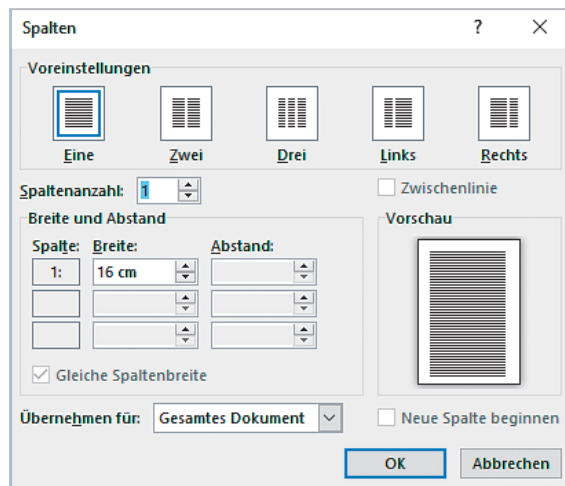 Spalten ?
Voreinstellungen
Eine Zwei Drei Links Rechts
Spaltenanzahl: 1 Zwischenlinie
Breite und Abstand Vorschau
Spalte: Breite: Abstand:
1: 16 cm
Gleiche Spaltenbreite
Übernehmen für: Gesamtes Dokument Neue Spalte beginnen
OK Abbrechen